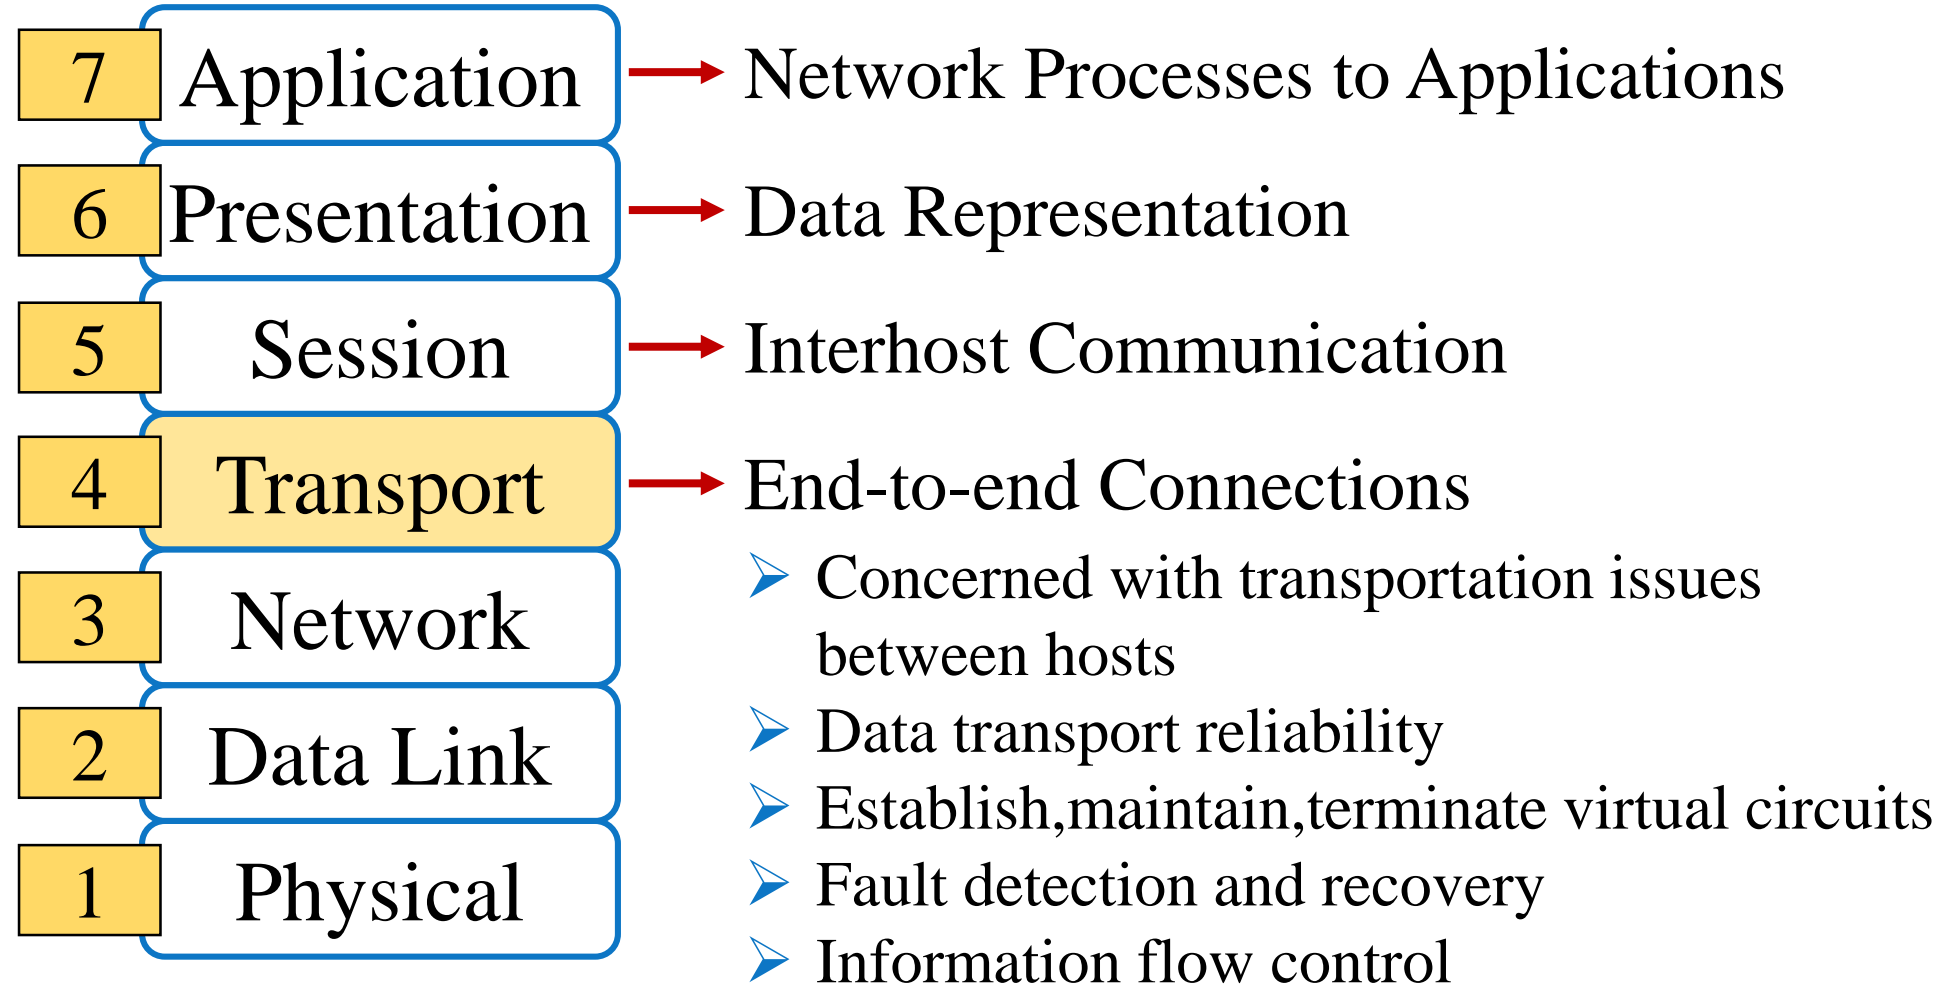 7 Application Network Processes to Applications
6 Presentation Data Representation
5 Session Interhost Communication
4 Transport End-to-end Connections
3 Network
2 Data Link
1 Physical
Concerned with transportation issues
between hosts
Data transport reliability
Establish,maintain,terminate virtual circuits
Fault detection and recovery
Information flow control